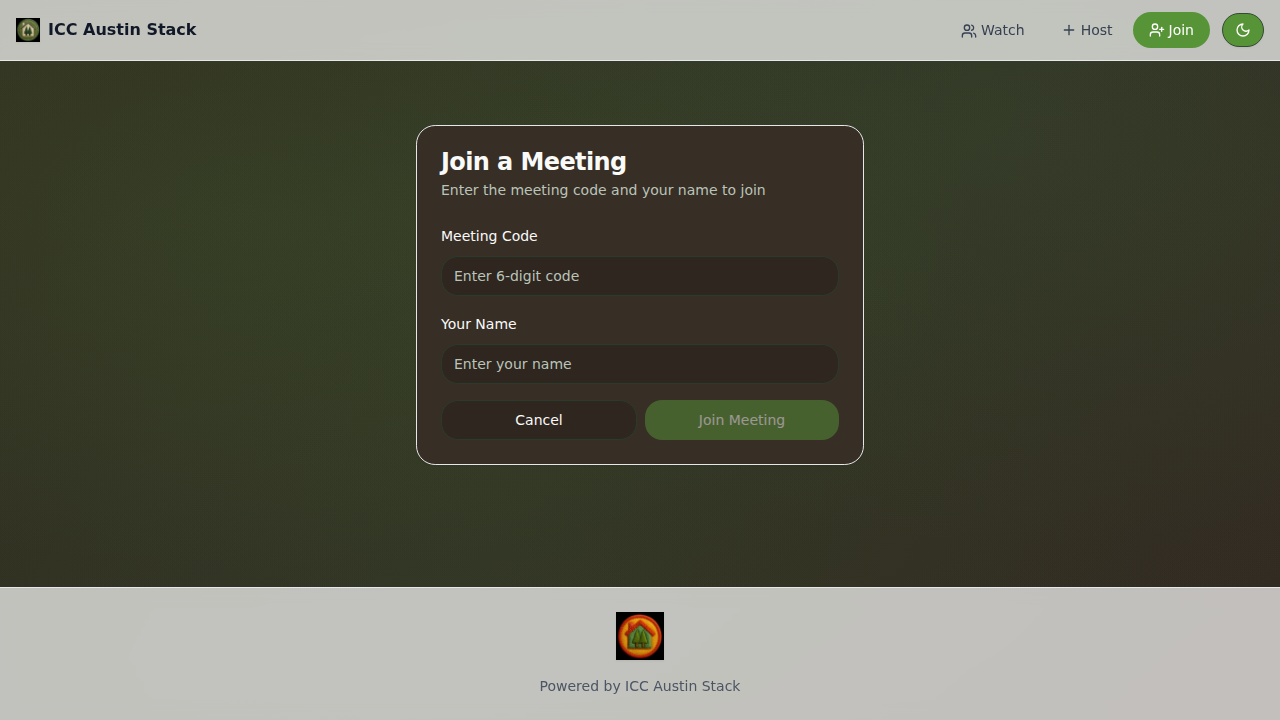 ICC Austin Stack
Watch
Host
Join
Join a Meeting
Enter the meeting code and your name to join
Meeting Code
Enter 6-digit code
Your Name
Enter your name
Cancel
Join Meeting
Powered by ICC Austin Stack